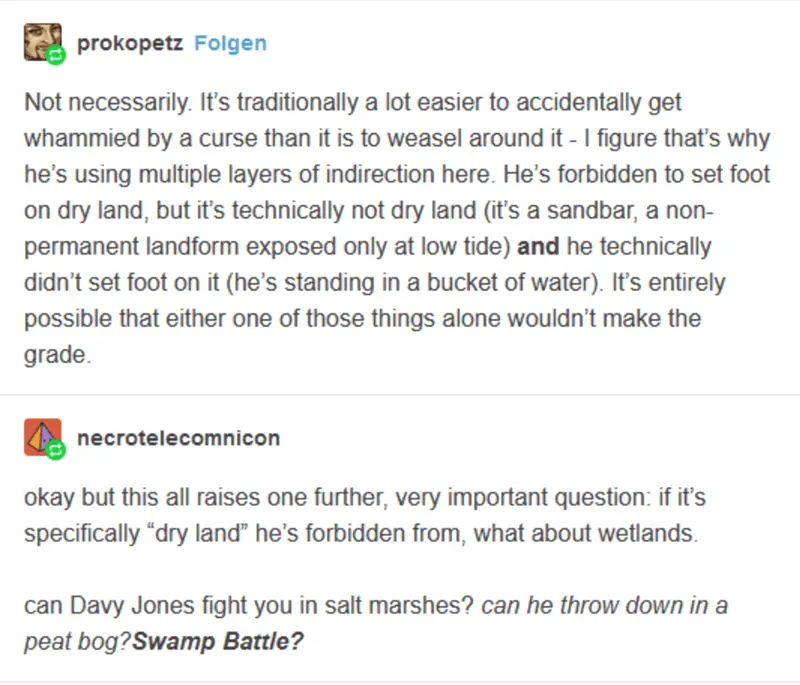 prokopetz Folgen
Not necessarily. It’s traditionally a lot easier to accidentally get
whammied by a curse than it is to weasel around it - I figure that’s why
he’s using multiple layers of indirection here. He’s forbidden to set foot
on dry land, but it’s technically not dry land (it’s a sandbar, a non-
permanent landform exposed only at low tide) and he technically
didn’t set foot on it (he’s standing in a bucket of water). It’s entirely
possible that either one of those things alone wouldn’t make the
grade.
necrotelecomnicon
okay but this all raises one further, very important question: if it’s
specifically “dry land” he’s forbidden from, what about wetlands.
can Davy Jones fight you in salt marshes? can he throw down in a
peat bog?Swamp Battle?